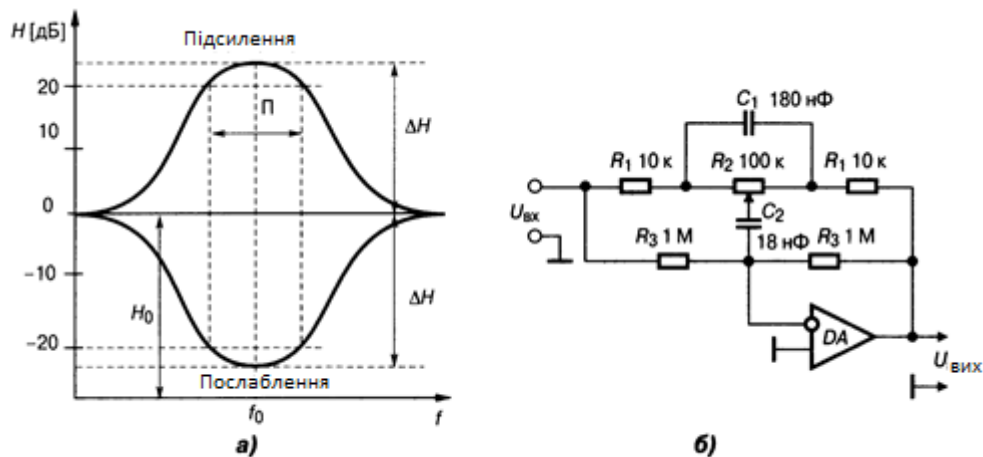 H [дБ]
Підсилення
20
П
ΔH
10
0
−10
ΔH
H₀
−20
Послаблення
f₀
f
а)
C₁ 180 нФ
R₁ 10 к
R₂ 100 к
R₁ 10 к
Uвх
C₂
R₃ 1 М
18 нФ
R₃ 1 М
DA
Uвих
б)